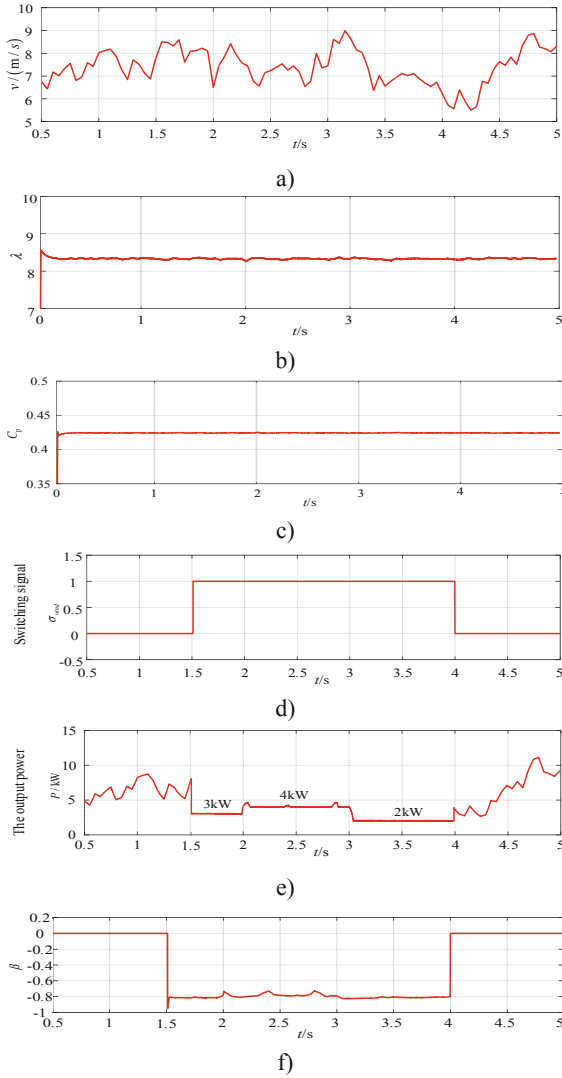 v/(m/s)
10
9
8
7
6
5
0.5 1 1.5 2 2.5 3 3.5 4 4.5 5
t/s
a)
λ
10
9
8
7
0 1 2 3 4 5
t/s
b)
C_p
0.5
0.45
0.4
0.35
0 1 2 3 4
t/s
c)
Switching signal
σ_wind
1.5
1
0.5
0
-0.5
0.5 1 1.5 2 2.5 3 3.5 4 4.5 5
t/s
d)
The output power
P/kW
15
10
5
0
3kW 4kW 2kW
0.5 1 1.5 2 2.5 3 3.5 4 4.5 5
t/s
e)
β
0.2
0
-0.2
-0.4
-0.6
-0.8
-1
0.5 1 1.5 2 2.5 3 3.5 4 4.5 5
t/s
f)